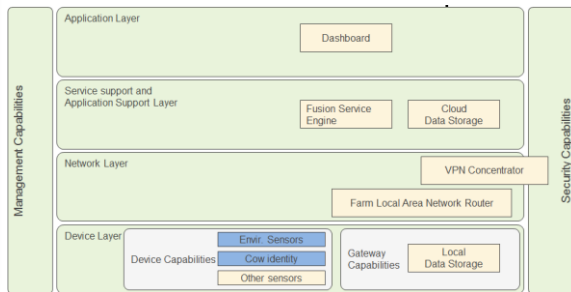 Application Layer
Dashboard
Management Capabilities
Security Capabilities
Service support and
Application Support Layer
Fusion Service
Engine
Cloud
Data Storage
Network Layer
VPN Concentrator
Farm Local Area Network Router
Device Layer
Device Capabilities
Envir. Sensors
Cow identity
Other sensors
Gateway
Capabilities
Local
Data Storage